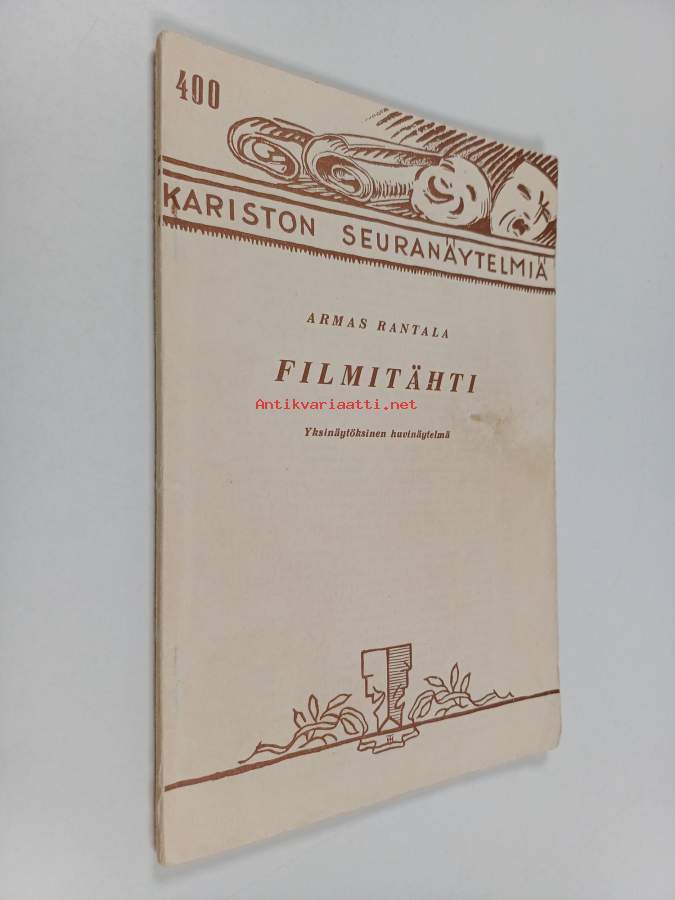 400
KARISTON SEURANÄYTELMIÄ
ARMAS RANTALA
FILMITÄHTI
Antikvariaatti.net
Yksinäytöksinen huvinäytelmä